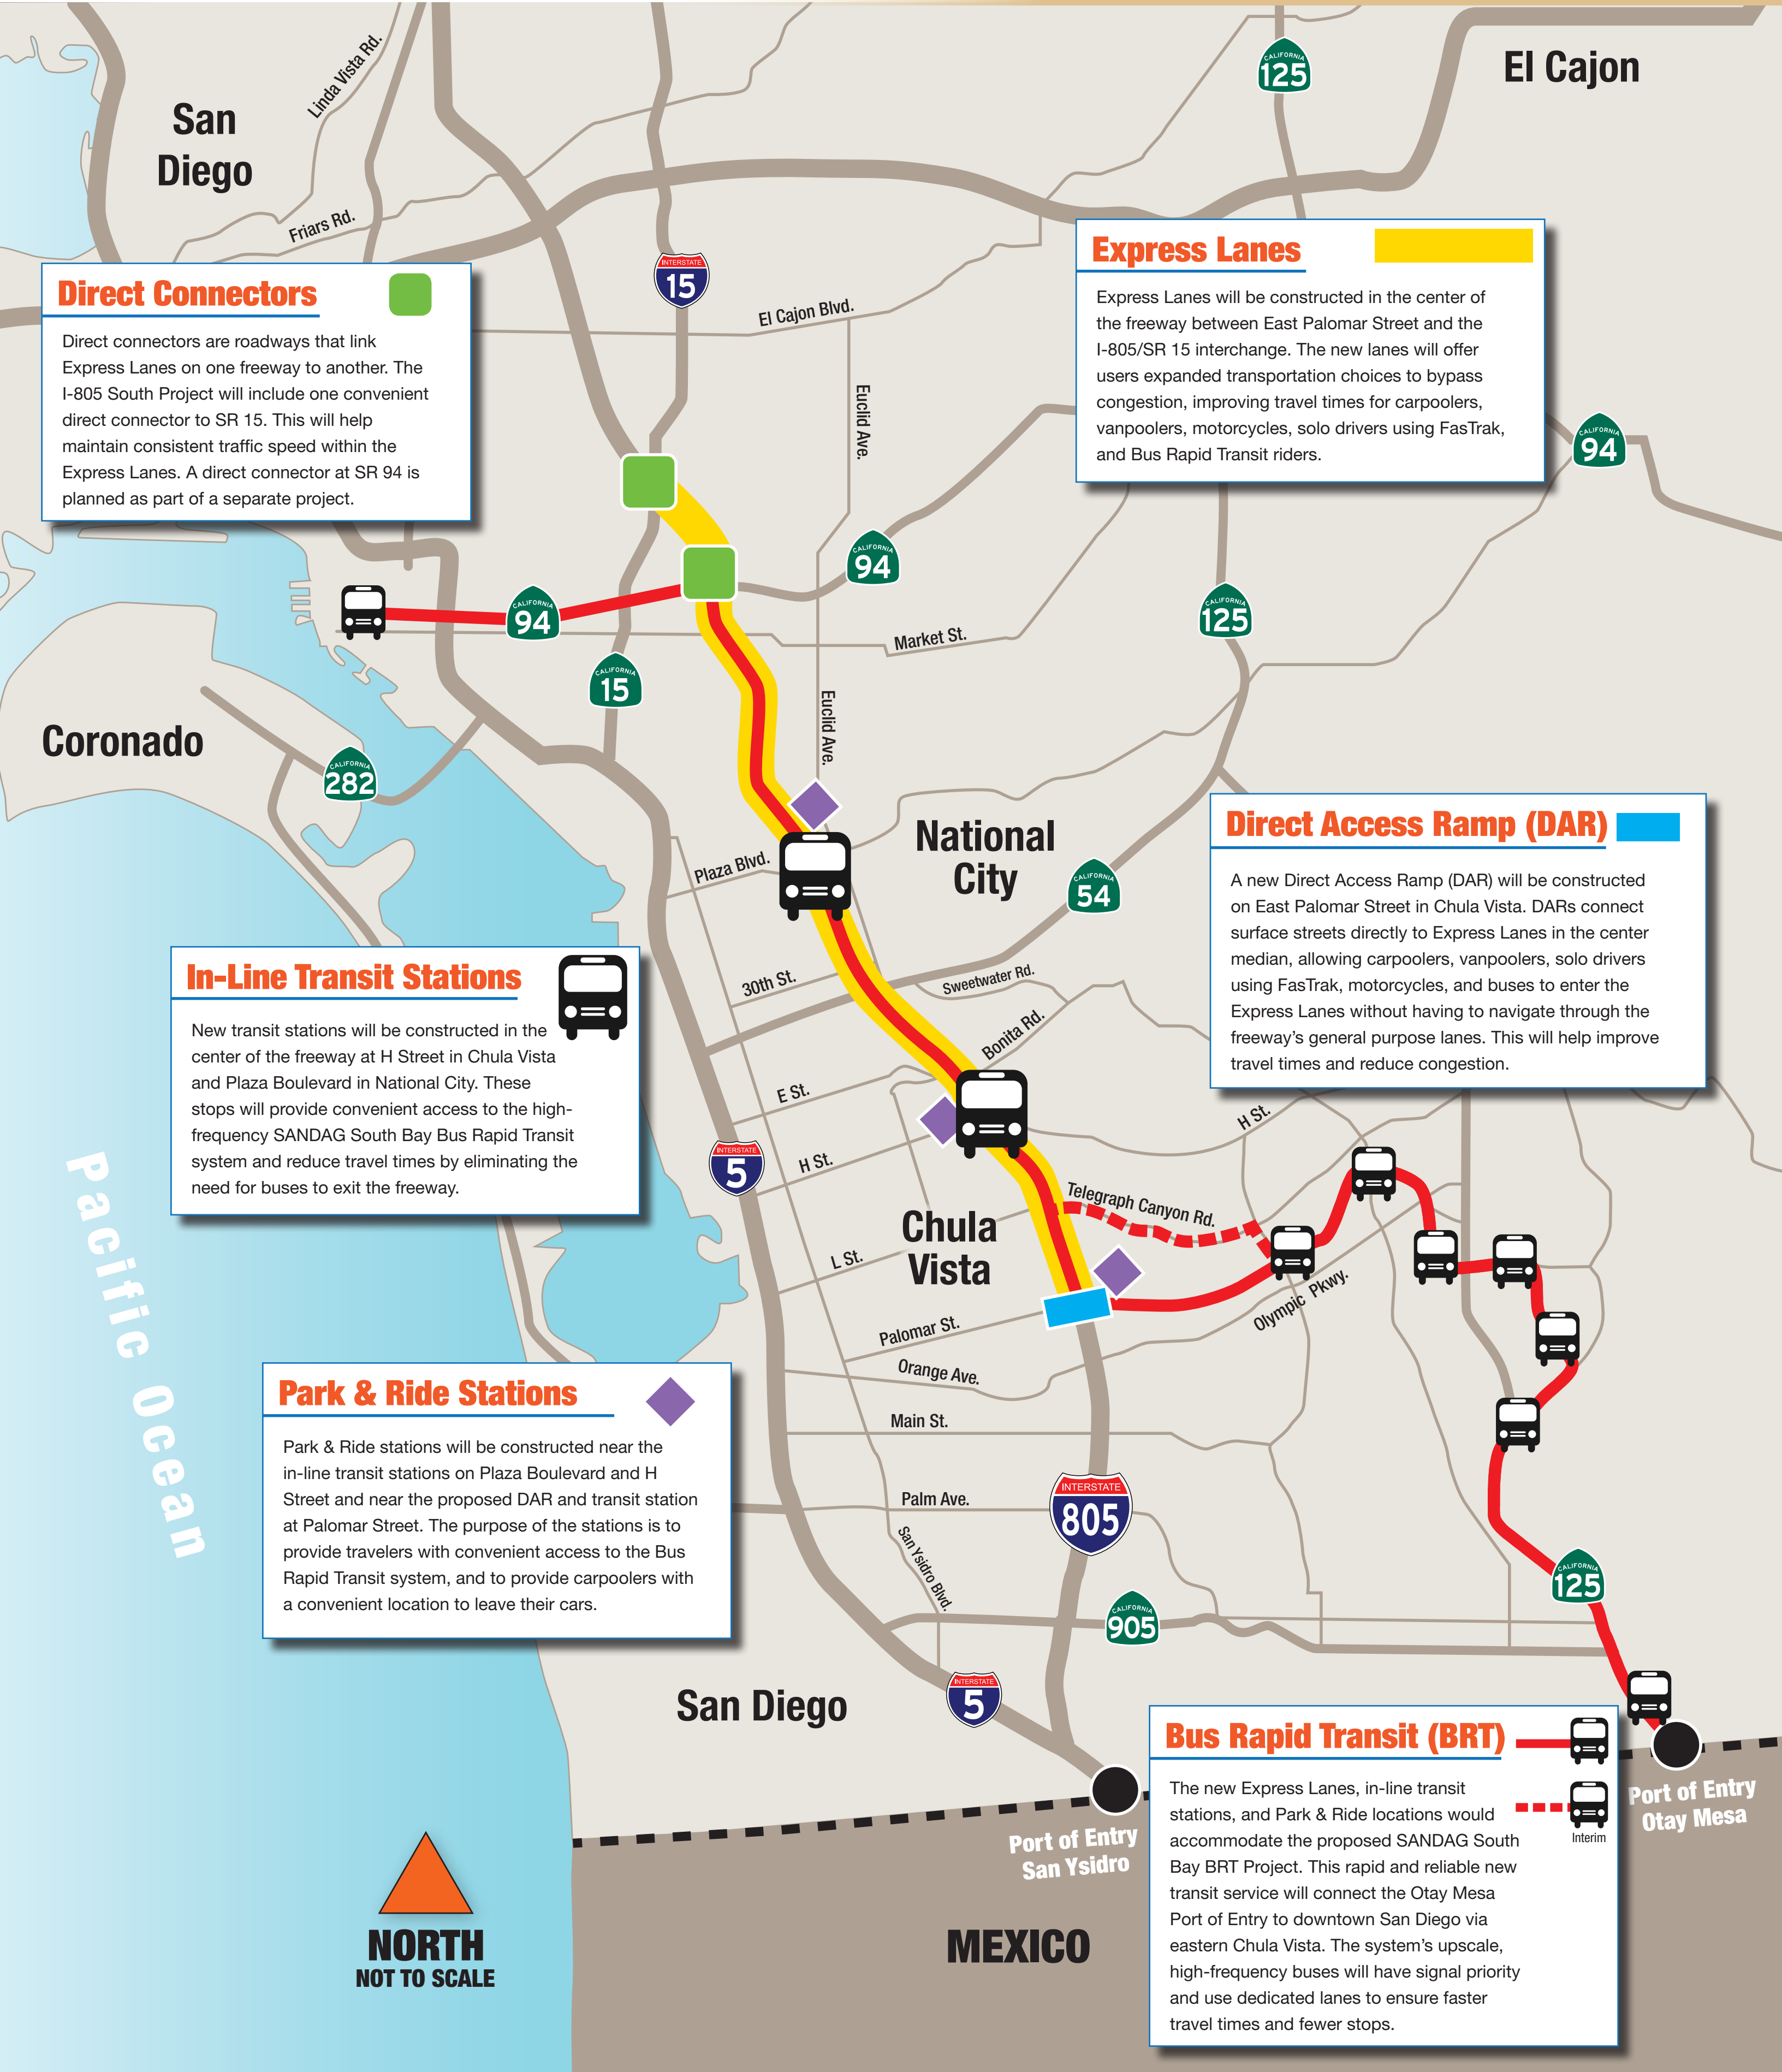 San
Diego
Linda Vista Rd.
Friars Rd.
CALIFORNIA
125
El Cajon
INTERSTATE
15
El Cajon Blvd.
Euclid Ave.
Direct Connectors
Direct connectors are roadways that link
Express Lanes on one freeway to another. The
I-805 South Project will include one convenient
direct connector to SR 15. This will help
maintain consistent traffic speed within the
Express Lanes. A direct connector at SR 94 is
planned as part of a separate project.
Express Lanes
Express Lanes will be constructed in the center of
the freeway between East Palomar Street and the
I-805/SR 15 interchange. The new lanes will offer
users expanded transportation choices to bypass
congestion, improving travel times for carpoolers,
vanpoolers, motorcycles, solo drivers using FasTrak,
and Bus Rapid Transit riders.
CALIFORNIA
94
CALIFORNIA
94
CALIFORNIA
94
CALIFORNIA
125
Market St.
CALIFORNIA
15
Euclid Ave.
Coronado
CALIFORNIA
282
National
City
Plaza Blvd.
CALIFORNIA
54
Direct Access Ramp (DAR)
A new Direct Access Ramp (DAR) will be constructed
on East Palomar Street in Chula Vista. DARs connect
surface streets directly to Express Lanes in the center
median, allowing carpoolers, vanpoolers, solo drivers
using FasTrak, motorcycles, and buses to enter the
Express Lanes without having to navigate through the
freeway's general purpose lanes. This will help improve
travel times and reduce congestion.
In-Line Transit Stations
New transit stations will be constructed in the
center of the freeway at H Street in Chula Vista
and Plaza Boulevard in National City. These
stops will provide convenient access to the high-
frequency SANDAG South Bay Bus Rapid Transit
system and reduce travel times by eliminating the
need for buses to exit the freeway.
30th St.
Sweetwater Rd.
Bonita Rd.
E St.
H St.
H St.
INTERSTATE
5
Telegraph Canyon Rd.
Chula
Vista
L St.
Olympic Pkwy.
Palomar St.
Orange Ave.
Main St.
Pacific Ocean
Park & Ride Stations
Park & Ride stations will be constructed near the
in-line transit stations on Plaza Boulevard and H
Street and near the proposed DAR and transit station
at Palomar Street. The purpose of the stations is to
provide travelers with convenient access to the Bus
Rapid Transit system, and to provide carpoolers with
a convenient location to leave their cars.
Palm Ave.
INTERSTATE
805
San Ysidro Blvd.
CALIFORNIA
125
CALIFORNIA
905
San Diego
INTERSTATE
5
Bus Rapid Transit (BRT)
Interim
The new Express Lanes, in-line transit
stations, and Park & Ride locations would
accommodate the proposed SANDAG South
Bay BRT Project. This rapid and reliable new
transit service will connect the Otay Mesa
Port of Entry to downtown San Diego via
eastern Chula Vista. The system's upscale,
high-frequency buses will have signal priority
and use dedicated lanes to ensure faster
travel times and fewer stops.
Port of Entry
Otay Mesa
Port of Entry
San Ysidro
MEXICO
NORTH
NOT TO SCALE